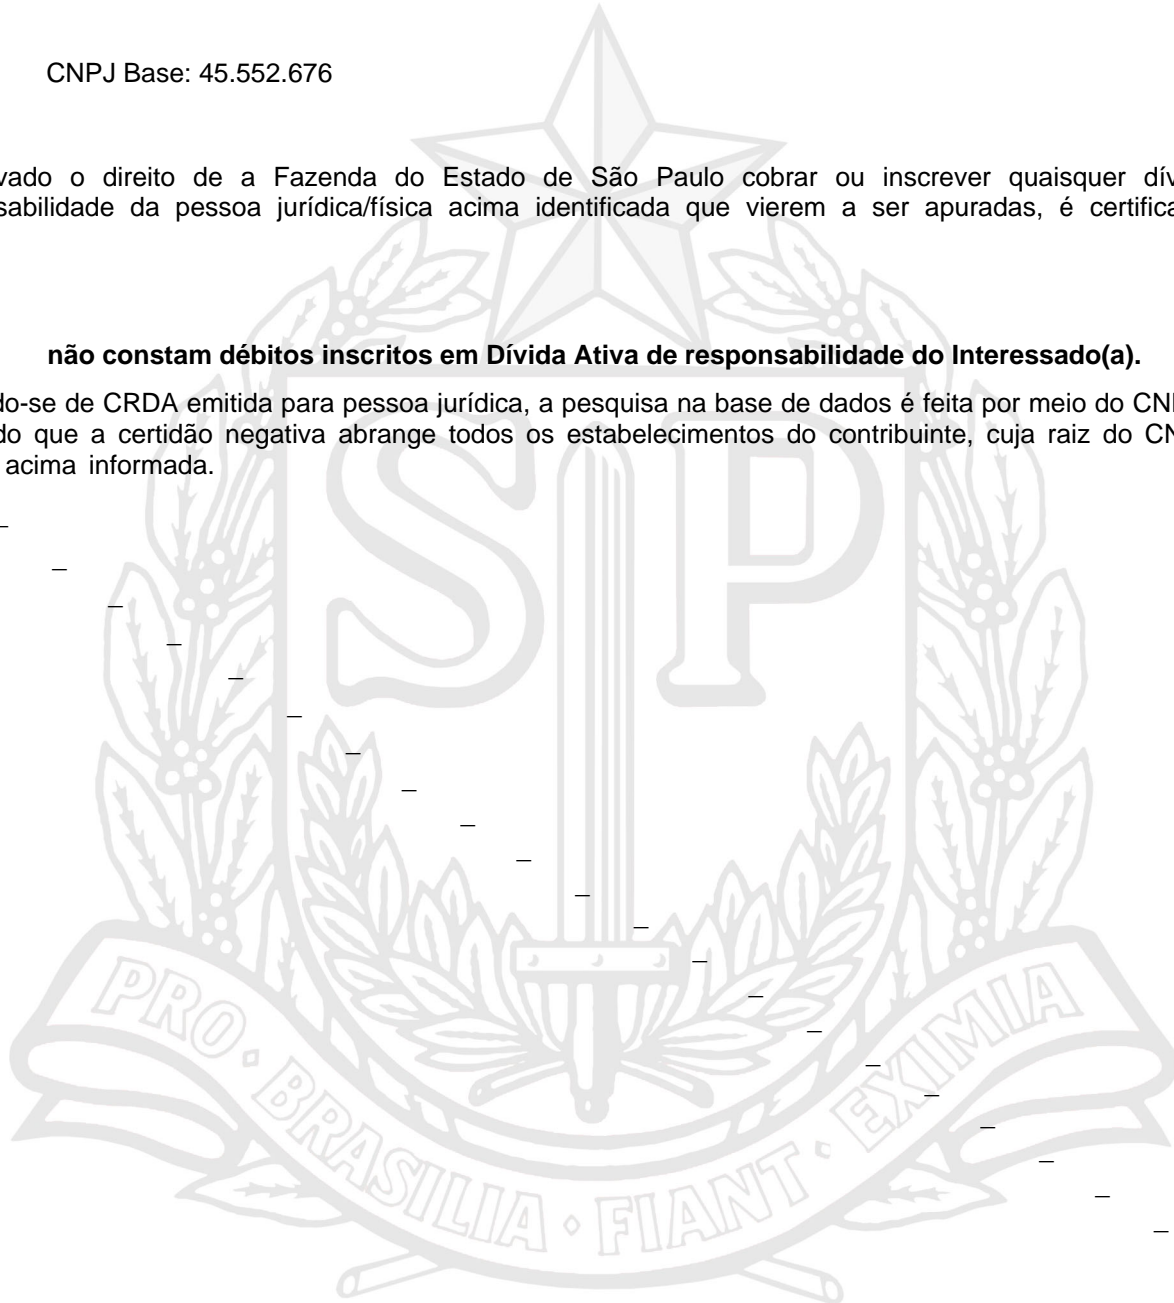 CNPJ Base: 45.552.676
vado o direito de a Fazenda do Estado de São Paulo cobrar ou inscrever quaisquer dív
sabilidade da pessoa jurídica/física acima identificada que vierem a ser apuradas, é certifica
não constam débitos inscritos em Dívida Ativa de responsabilidade do Interessado(a).
do-se de CRDA emitida para pessoa jurídica, a pesquisa na base de dados é feita por meio do CN
do que a certidão negativa abrange todos os estabelecimentos do contribuinte, cuja raiz do CN
acima informada.
SP
PRO • BRASILIA • FIANT • EXIMIA